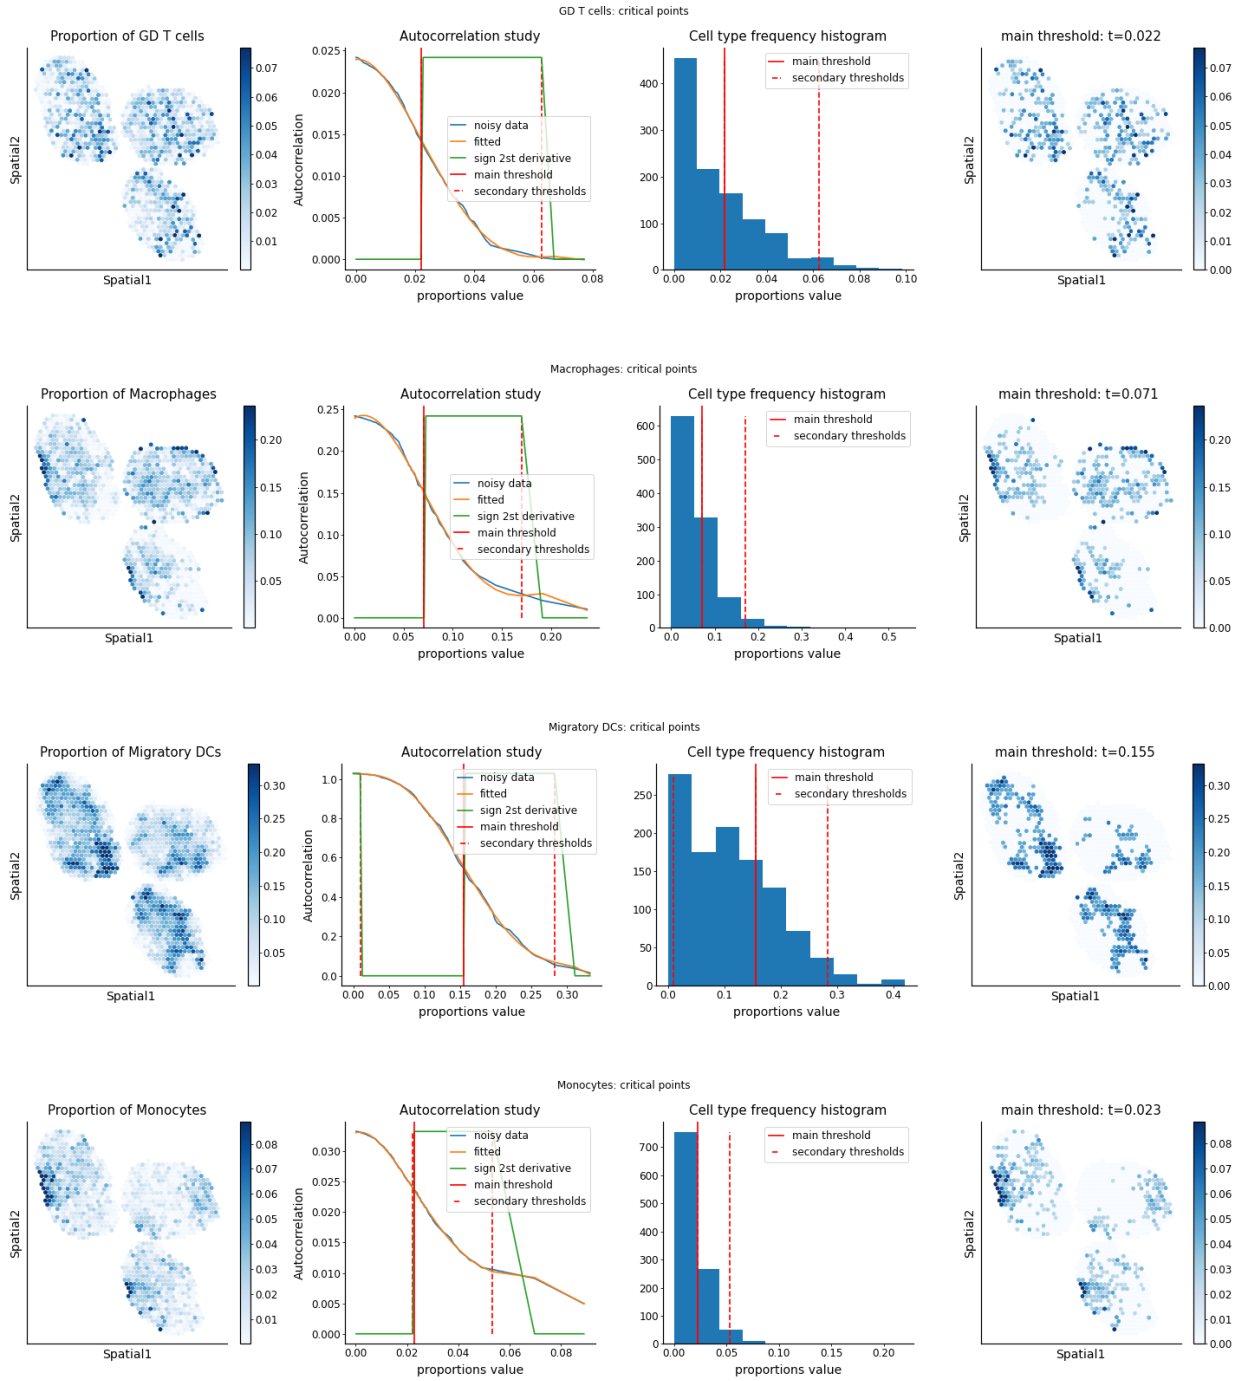 GD T cells: critical points
Proportion of GD T cells
Spatial2
Spatial1
0.07
0.06
0.05
0.04
0.03
0.02
0.01
Autocorrelation study
Autocorrelation
0.025
0.020
0.015
0.010
0.005
0.000
noisy data
fitted
sign 2st derivative
main threshold
secondary thresholds
0.00 0.02 0.04 0.06 0.08
proportions value
Cell type frequency histogram
400
300
200
100
0
main threshold
secondary thresholds
0.00 0.02 0.04 0.06 0.08 0.10
proportions value
main threshold: t=0.022
Spatial2
Spatial1
0.07
0.06
0.05
0.04
0.03
0.02
0.01
0.00
Macrophages: critical points
Proportion of Macrophages
Spatial2
Spatial1
0.20
0.15
0.10
0.05
Autocorrelation study
Autocorrelation
0.25
0.20
0.15
0.10
0.05
0.00
noisy data
fitted
sign 2st derivative
main threshold
secondary thresholds
0.00 0.05 0.10 0.15 0.20
proportions value
Cell type frequency histogram
600
500
400
300
200
100
0
main threshold
secondary thresholds
0.0 0.1 0.2 0.3 0.4 0.5
proportions value
main threshold: t=0.071
Spatial2
Spatial1
0.20
0.15
0.10
0.05
0.00
Migratory DCs: critical points
Proportion of Migratory DCs
Spatial2
Spatial1
0.30
0.25
0.20
0.15
0.10
0.05
Autocorrelation study
Autocorrelation
1.0
0.8
0.6
0.4
0.2
0.0
noisy data
fitted
sign 2st derivative
main threshold
secondary thresholds
0.00 0.05 0.10 0.15 0.20 0.25 0.30
proportions value
Cell type frequency histogram
250
200
150
100
50
0
main threshold
secondary thresholds
0.0 0.1 0.2 0.3 0.4
proportions value
main threshold: t=0.155
Spatial2
Spatial1
0.30
0.25
0.20
0.15
0.10
0.05
0.00
Monocytes: critical points
Proportion of Monocytes
Spatial2
Spatial1
0.08
0.07
0.06
0.05
0.04
0.03
0.02
0.01
Autocorrelation study
Autocorrelation
0.030
0.025
0.020
0.015
0.010
0.005
0.000
noisy data
fitted
sign 2st derivative
main threshold
secondary thresholds
0.00 0.02 0.04 0.06 0.08
proportions value
Cell type frequency histogram
700
600
500
400
300
200
100
0
main threshold
secondary thresholds
0.00 0.05 0.10 0.15 0.20
proportions value
main threshold: t=0.023
Spatial2
Spatial1
0.08
0.07
0.06
0.05
0.04
0.03
0.02
0.01
0.00